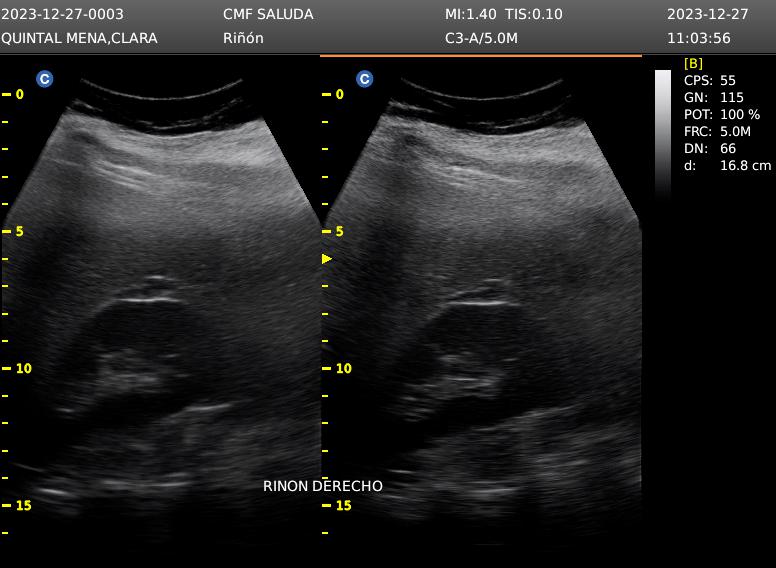 2023-12-27-0003 CMF SALUDA MI:1.40 TIS:0.10 2023-12-27
QUINTAL MENA,CLARA Riñón C3-A/5.0M 11:03:56
[B]
CPS: 55
GN: 115
POT: 100 %
FRC: 5.0M
DN: 66
d: 16.8 cm
C C
0 0
5 5
10 10
RINON DERECHO
15 15